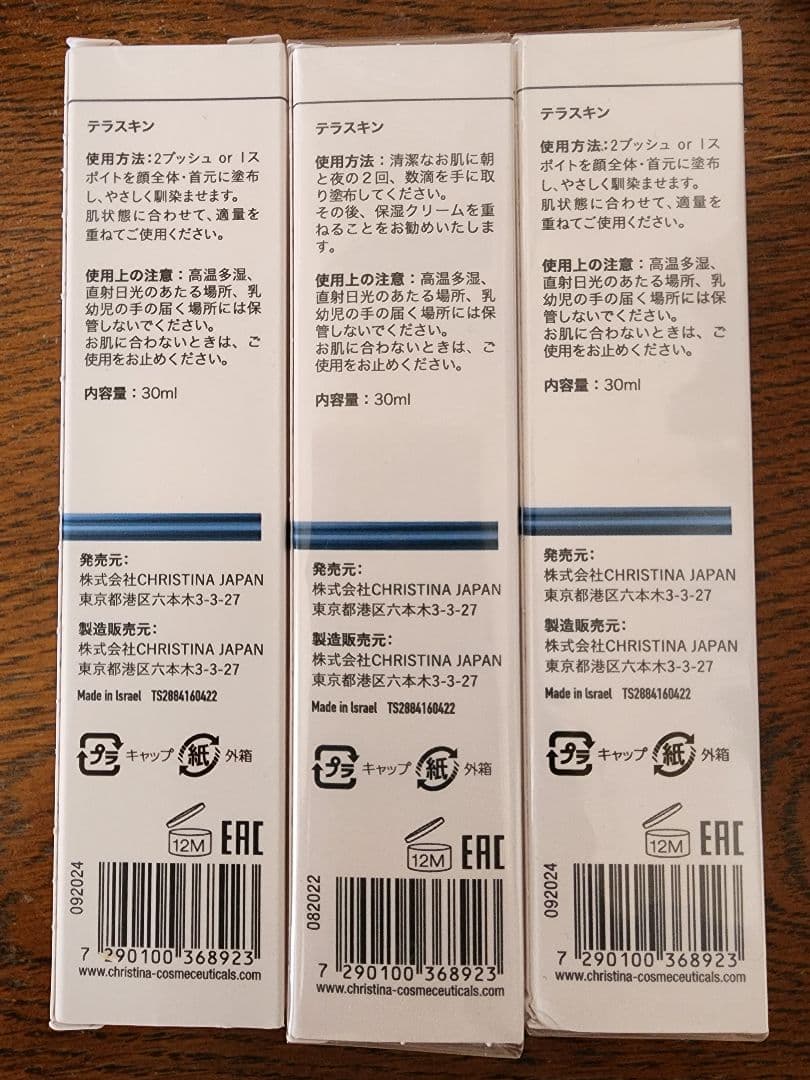 テラスキン
使用方法:2プッシュ or 1ス
ポイトを顔全体・首元に塗布
し、やさしく馴染ませます。
肌状態に合わせて、適量を
重ねてご使用ください。
使用上の注意：高温多湿、
直射日光のあたる場所、乳
幼児の手の届く場所には保
管しないでください。
お肌に合わないときは、ご
使用をお止めください。
内容量：30ml
発売元:
株式会社CHRISTINA JAPAN
東京都港区六本木3-3-27
製造販売元:
株式会社CHRISTINA JAPAN
東京都港区六本木3-3-27
Made in Israel TS2884160422
プラ キャップ 紙 外箱
12M EAC
092024
7 290100 368923
www.christina-cosmeceuticals.com
テラスキン
使用方法：清潔なお肌に朝
と夜の２回、数滴を手に取
り塗布してください。
その後、保湿クリームを重
ねることをお勧めいたしま
す。
使用上の注意：高温多湿、
直射日光のあたる場所、乳
幼児の手の届く場所には保
管しないでください。
お肌に合わないときは、ご
使用をお止めください。
内容量：30ml
発売元:
株式会社CHRISTINA JAPAN
東京都港区六本木3-3-27
製造販売元:
株式会社CHRISTINA JAPAN
東京都港区六本木3-3-27
Made in Israel TS2884160422
プラ キャップ 紙 外箱
12M EAC
082022
7 290100 368923
www.christina-cosmeceuticals.com
テラスキン
使用方法:2プッシュ or 1ス
ポイトを顔全体・首元に塗布
し、やさしく馴染ませます。
肌状態に合わせて、適量を
重ねてご使用ください。
使用上の注意：高温多湿、
直射日光のあたる場所、乳
幼児の手の届く場所には保
管しないでください。
お肌に合わないときは、ご
使用をお止めください。
内容量：30ml
発売元:
株式会社CHRISTINA JAPAN
東京都港区六本木3-3-27
製造販売元:
株式会社CHRISTINA JAPAN
東京都港区六本木3-3-27
Made in Israel TS2884160422
プラ キャップ 紙 外箱
12M EAC
092024
7 290100 368923
www.christina-cosmeceuticals.com